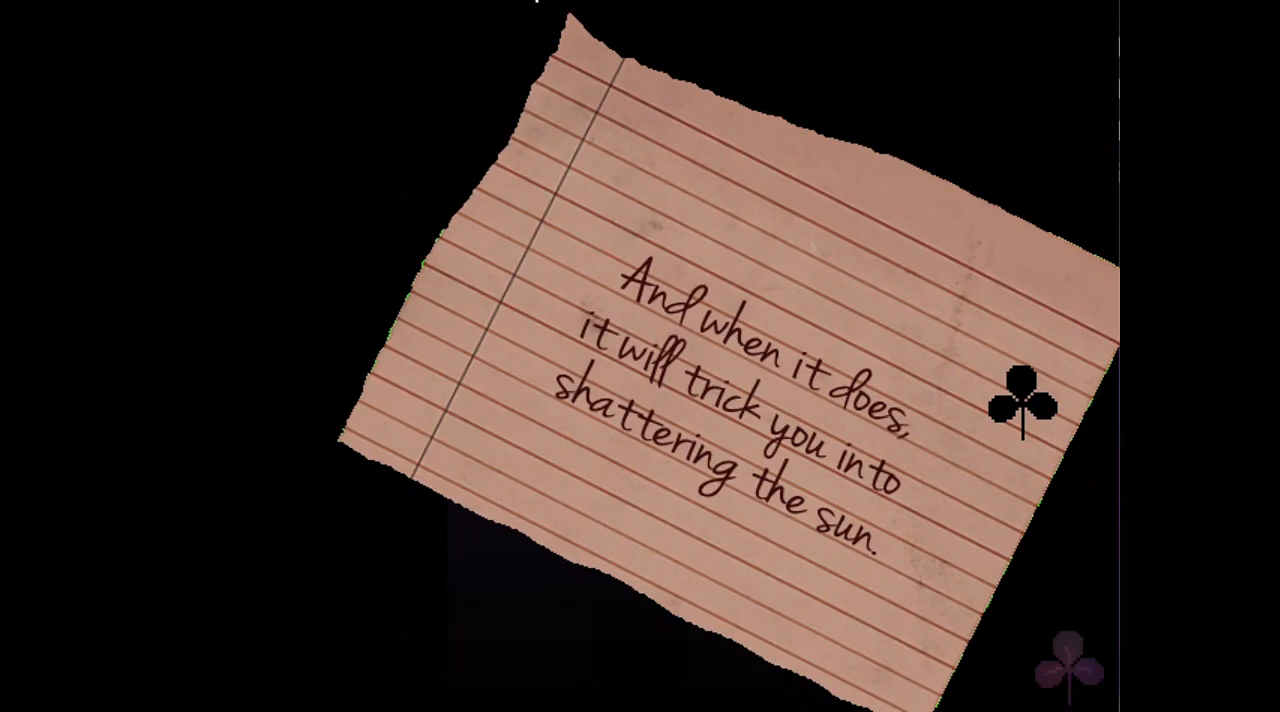 And when it does,
it will trick you into
shattering the sun.